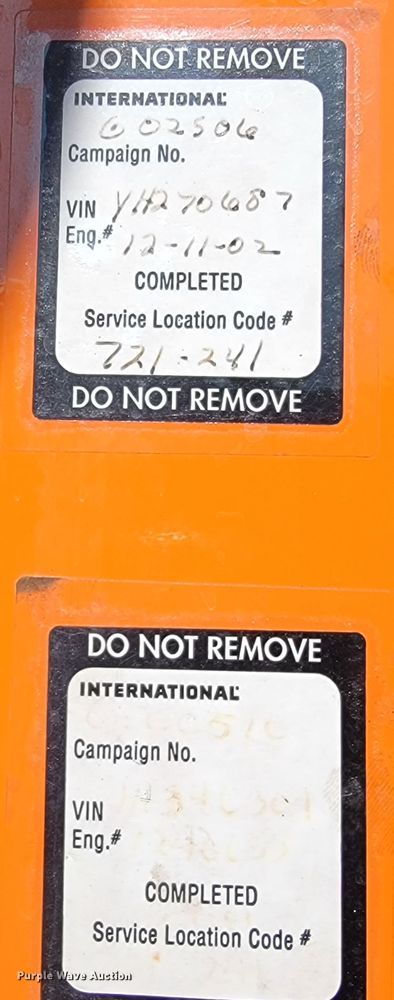 DO NOT REMOVE
INTERNATIONAL
G 02506
Campaign No.
VIN YH270687
Eng.# 12-11-02
COMPLETED
Service Location Code #
721-241
DO NOT REMOVE
DO NOT REMOVE
INTERNATIONAL
Campaign No.
VIN
Eng.#
COMPLETED
Service Location Code #
Purple Wave Auction